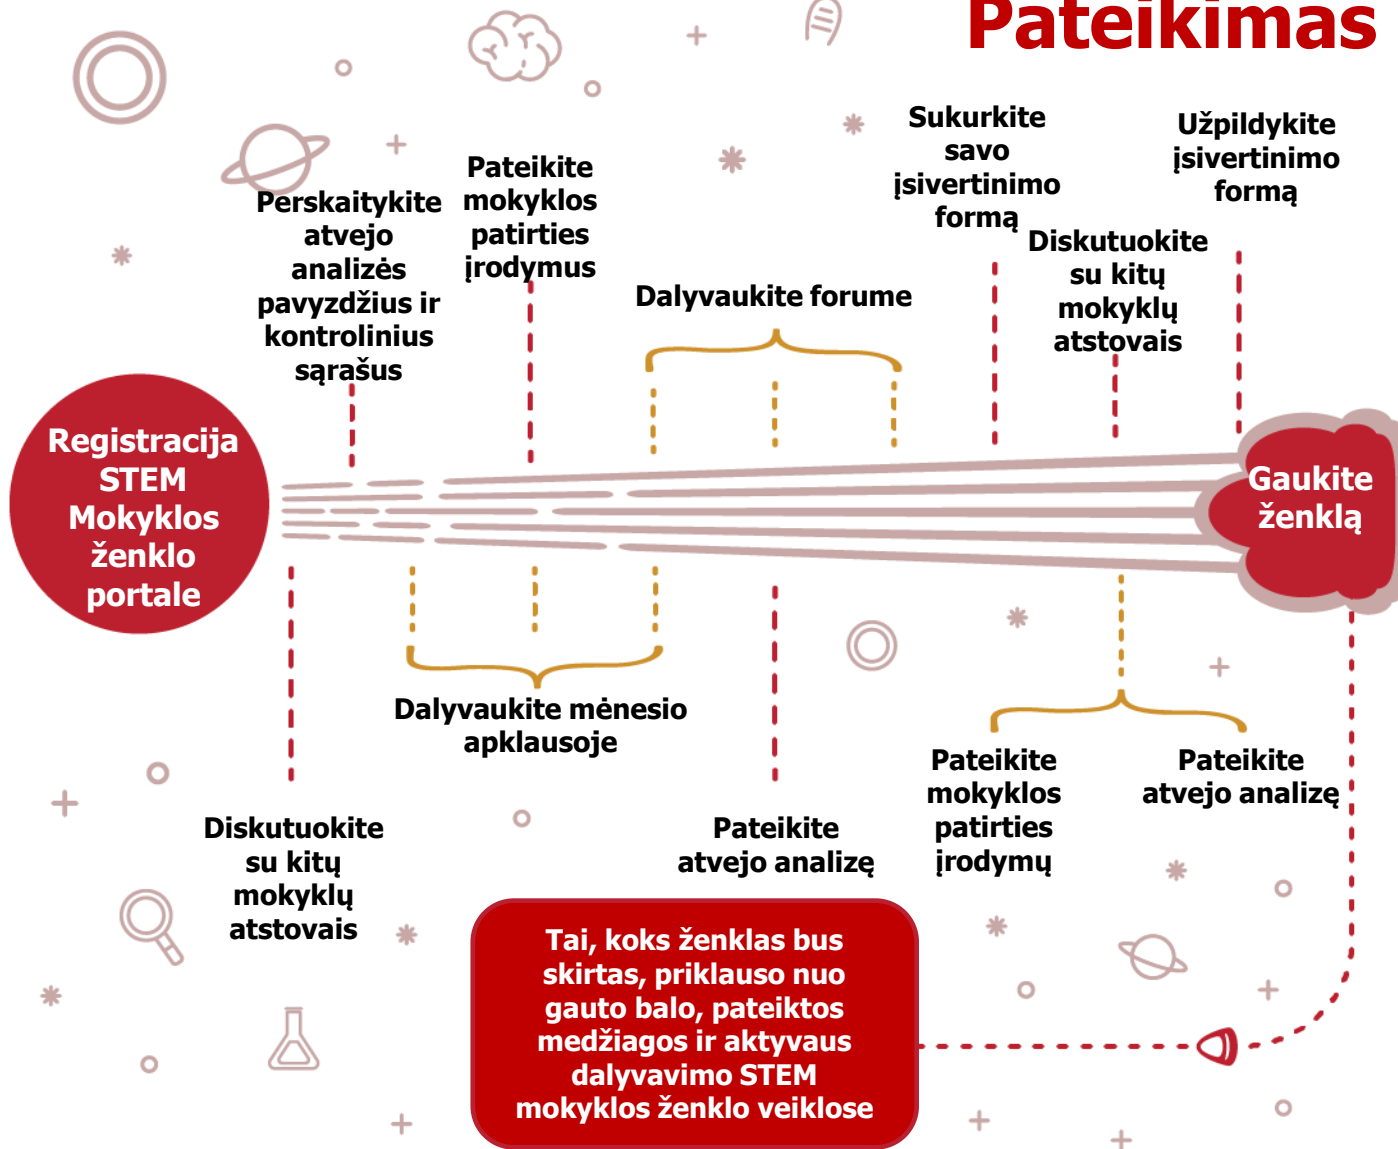 Pateikimas
Sukurkite
savo
įsivertinimo
formą
Užpildykite
įsivertinimo
formą
Pateikite
mokyklos
patirties
įrodymus
Perskaitykite
atvejo
analizės
pavyzdžius ir
kontrolinius
sąrašus
Diskutuokite
su kitų
mokyklų
atstovais
Dalyvaukite forume
Registracija
STEM
Mokyklos
ženklo
portale
Gaukite
ženklą
Dalyvaukite mėnesio
apklausoje
Pateikite
mokyklos
patirties
įrodymų
Pateikite
atvejo analizę
Diskutuokite
su kitų
mokyklų
atstovais
Pateikite
atvejo analizę
Tai, koks ženklas bus
skirtas, priklauso nuo
gauto balo, pateiktos
medžiagos ir aktyvaus
dalyvavimo STEM
mokyklos ženklo veiklose